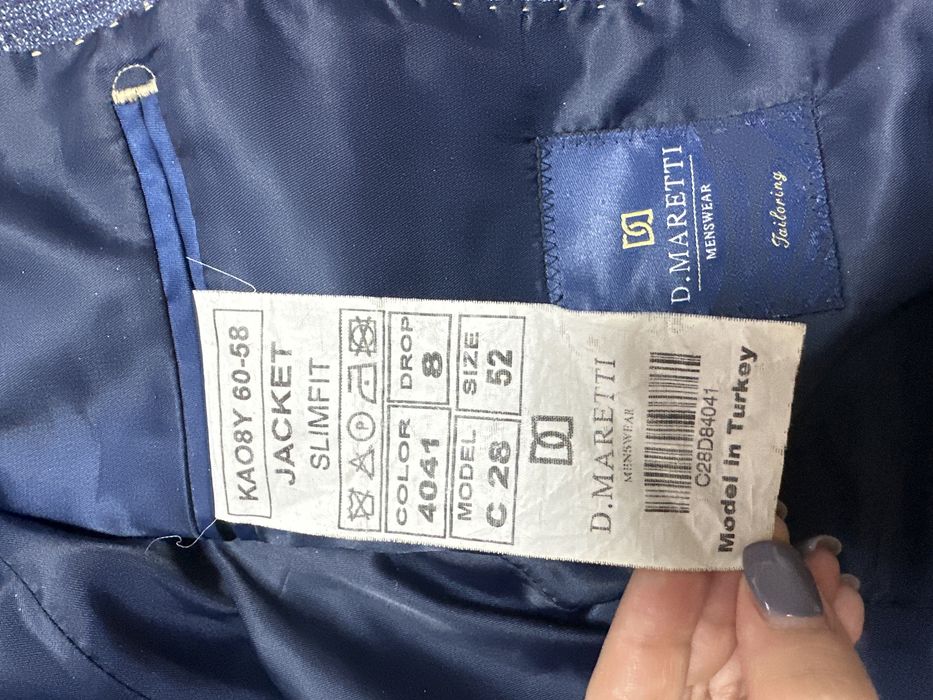 KAO8Y 60-58
JACKET
SLIMFIT
COLOR DROP
4041 8
MODEL SIZE
C 28 52
D.MARETTI
MENSWEAR
C28D84041
Model in Turkey
D.MARETTI
MENSWEAR
Tailoring